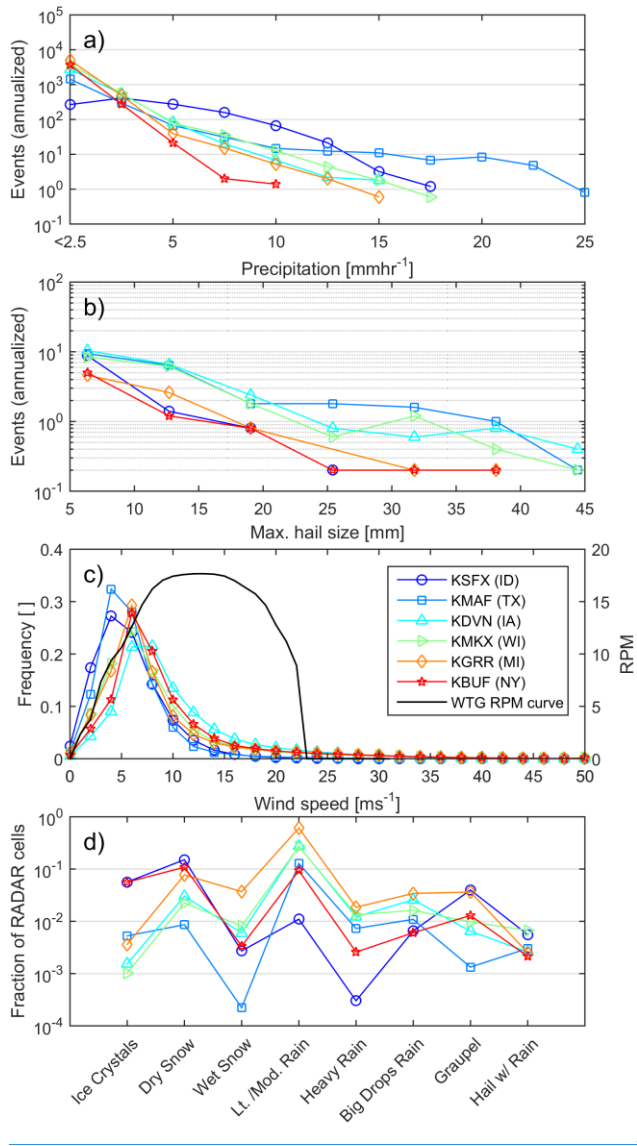 a)
Events (annualized)
10^5
10^4
10^3
10^2
10^1
10^0
10^-1
<2.5 5 10 15 20 25
Precipitation [mmhr^-1]
b)
Events (annualized)
10^2
10^1
10^0
10^-1
5 10 15 20 25 30 35 40 45
Max. hail size [mm]
c)
Frequency [ ]
0.4
0.3
0.2
0.1
0
KSFX (ID)
KMAF (TX)
KDVN (IA)
KMKX (WI)
KGRR (MI)
KBUF (NY)
WTG RPM curve
20
15
10
5
0
RPM
0 5 10 15 20 25 30 35 40 45 50
Wind speed [ms^-1]
d)
Fraction of RADAR cells
10^0
10^-1
10^-2
10^-3
10^-4
Ice Crystals
Dry Snow
Wet Snow
Lt. /Mod. Rain
Heavy Rain
Big Drops Rain
Graupel
Hail w/ Rain